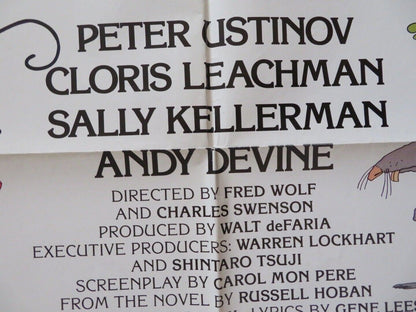 PETER USTINOV
CLORIS LEACHMAN
SALLY KELLERMAN
ANDY DEVINE
DIRECTED BY FRED WOLF
AND CHARLES SWENSON
PRODUCED BY WALT deFARIA
EXECUTIVE PRODUCERS: WARREN LOCKHART
AND SHINTARO TSUJI
SCREENPLAY BY CAROL MON PERE
FROM THE NOVEL BY RUSSELL HOBAN
LYRICS BY GENE LEES